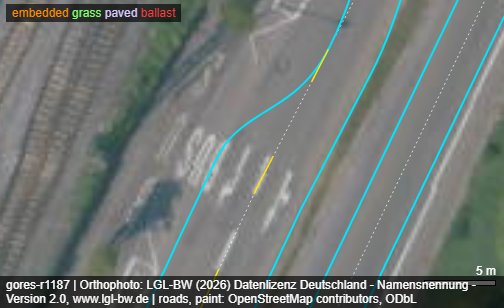 embedded grass paved ballast
5 m
gores-r1187 | Orthophoto: LGL-BW (2026) Datenlizenz Deutschland - Namensnennung -
Version 2.0, www.lgl-bw.de | roads, paint: OpenStreetMap contributors, ODbL